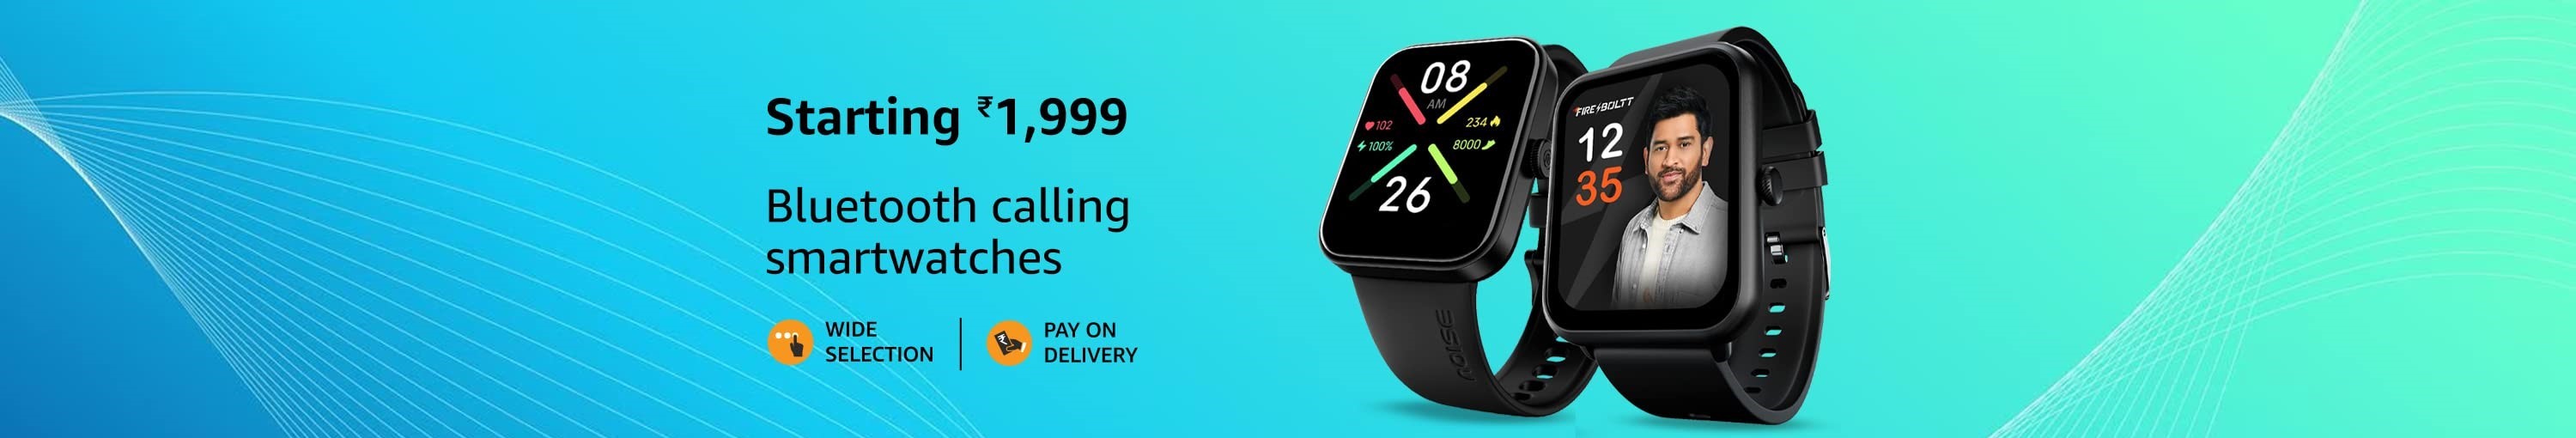 Starting ₹1,999
Bluetooth calling
smartwatches
WIDE
SELECTION
PAY ON
DELIVERY
08
AM
102
234
100%
8000
26
NOISE
FIRE BOLTT
12
35